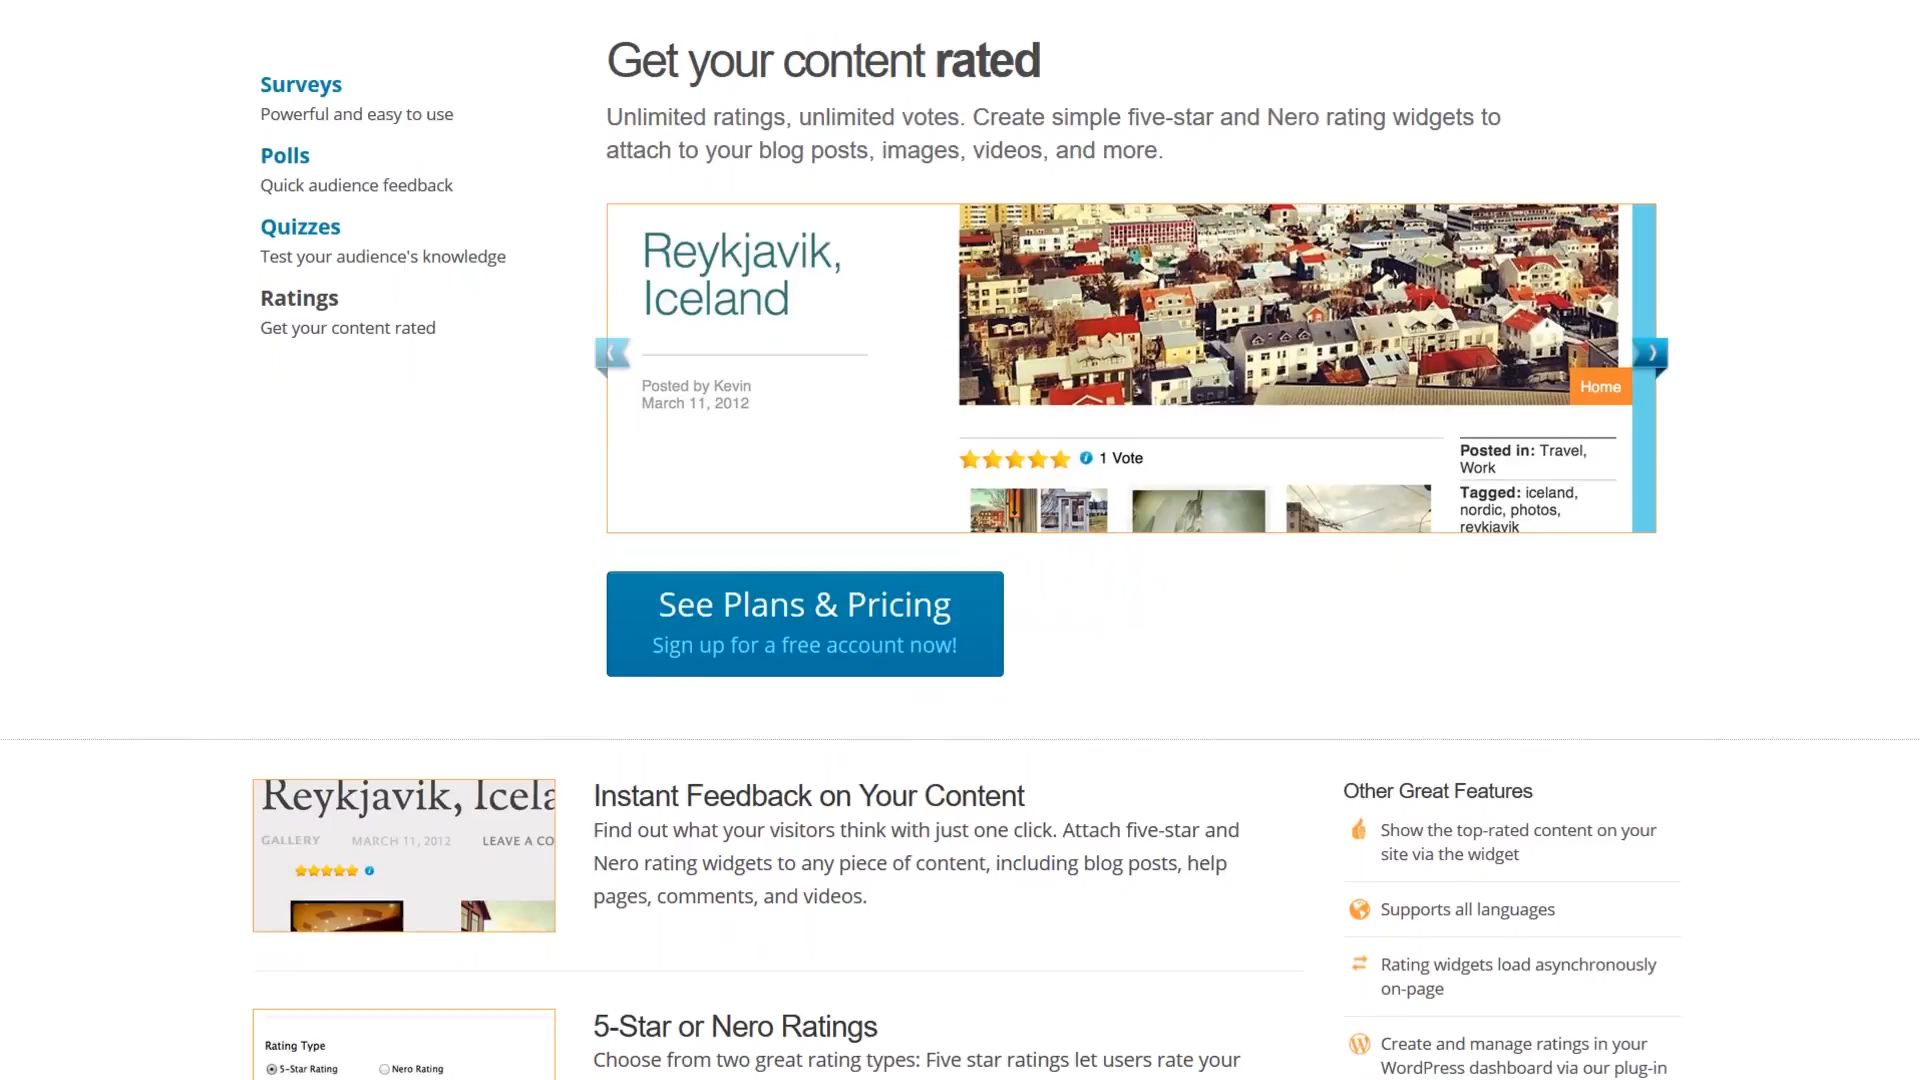 Surveys
Powerful and easy to use
Polls
Quick audience feedback
Quizzes
Test your audience's knowledge
Ratings
Get your content rated
Get your content rated
Unlimited ratings, unlimited votes. Create simple five-star and Nero rating widgets to
attach to your blog posts, images, videos, and more.
Reykjavik,
Iceland
Posted by Kevin
March 11, 2012
Home
1 Vote
Posted in: Travel,
Work
Tagged: iceland,
nordic, photos,
reykjavik
See Plans & Pricing
Sign up for a free account now!
Reykjavik, Icela
GALLERY MARCH 11, 2012 LEAVE A CO
Instant Feedback on Your Content
Find out what your visitors think with just one click. Attach five-star and
Nero rating widgets to any piece of content, including blog posts, help
pages, comments, and videos.
Rating Type
5-Star Rating Nero Rating
5-Star or Nero Ratings
Choose from two great rating types: Five star ratings let users rate your
Other Great Features
Show the top-rated content on your
site via the widget
Supports all languages
Rating widgets load asynchronously
on-page
Create and manage ratings in your
WordPress dashboard via our plug-in